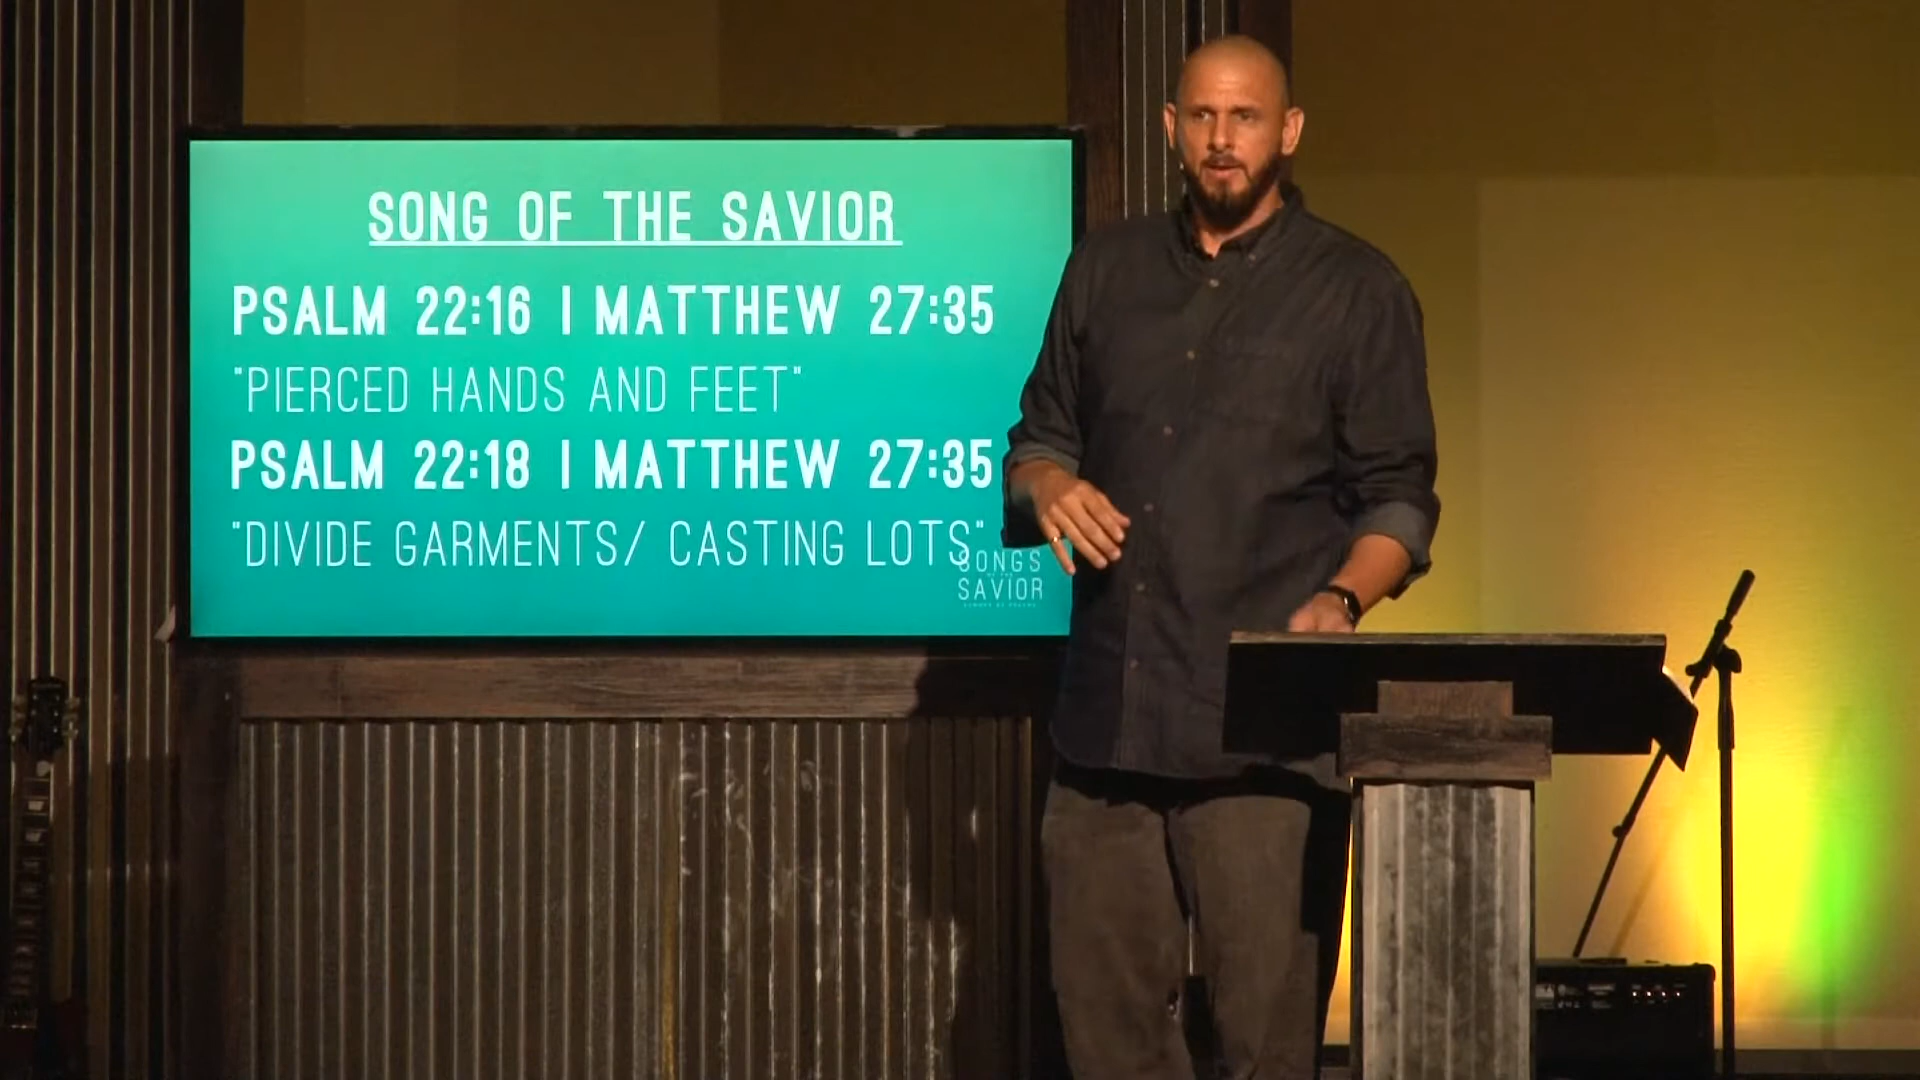 SONG OF THE SAVIOR
PSALM 22:16 | MATTHEW 27:35
"PIERCED HANDS AND FEET"
PSALM 22:18 | MATTHEW 27:35
"DIVIDE GARMENTS/ CASTING LOTS"
SONGS
SAVIOR